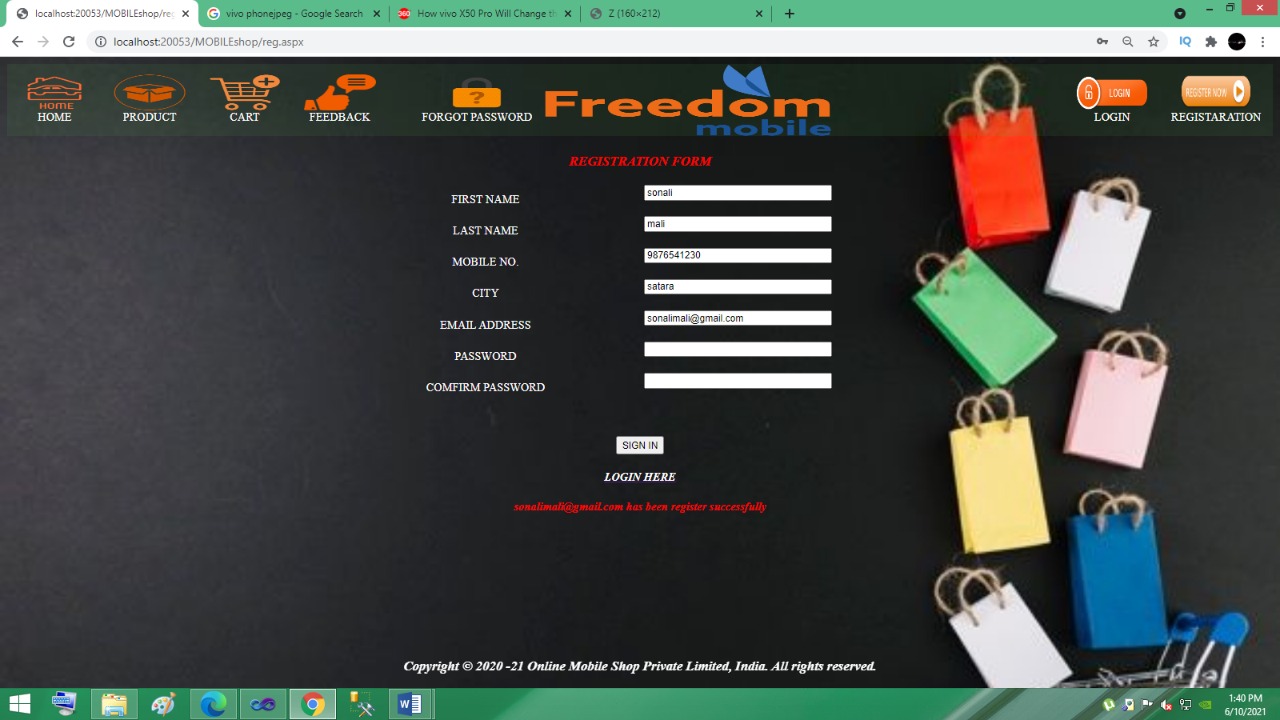 localhost:20053/MOBILEshop/re
vivo phonejpeg - Google Search
360 How vivo X50 Pro Will Change th
Z (160×212)
localhost:20053/MOBILEshop/reg.aspx
IQ
HOME
HOME
PRODUCT
CART
FEEDBACK
?
FORGOT PASSWORD
Freedom
mobile
LOGIN
LOGIN
REGISTER NOW
REGISTARATION
REGISTRATION FORM
FIRST NAME sonali
LAST NAME mali
MOBILE NO. 9876541230
CITY satara
EMAIL ADDRESS sonalimali@gmail.com
PASSWORD
COMFIRM PASSWORD
SIGN IN
LOGIN HERE
sonalimali@gmail.com has been register successfully
Copyright © 2020 -21 Online Mobile Shop Private Limited, India. All rights reserved.
1:40 PM
6/10/2021